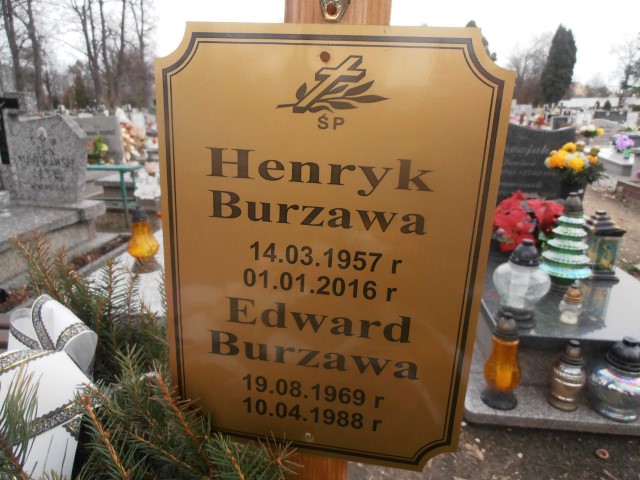 ŚP
Henryk
Burzawa
14.03.1957 r
01.01.2016 r
Edward
Burzawa
19.08.1969 r
10.04.1988 r